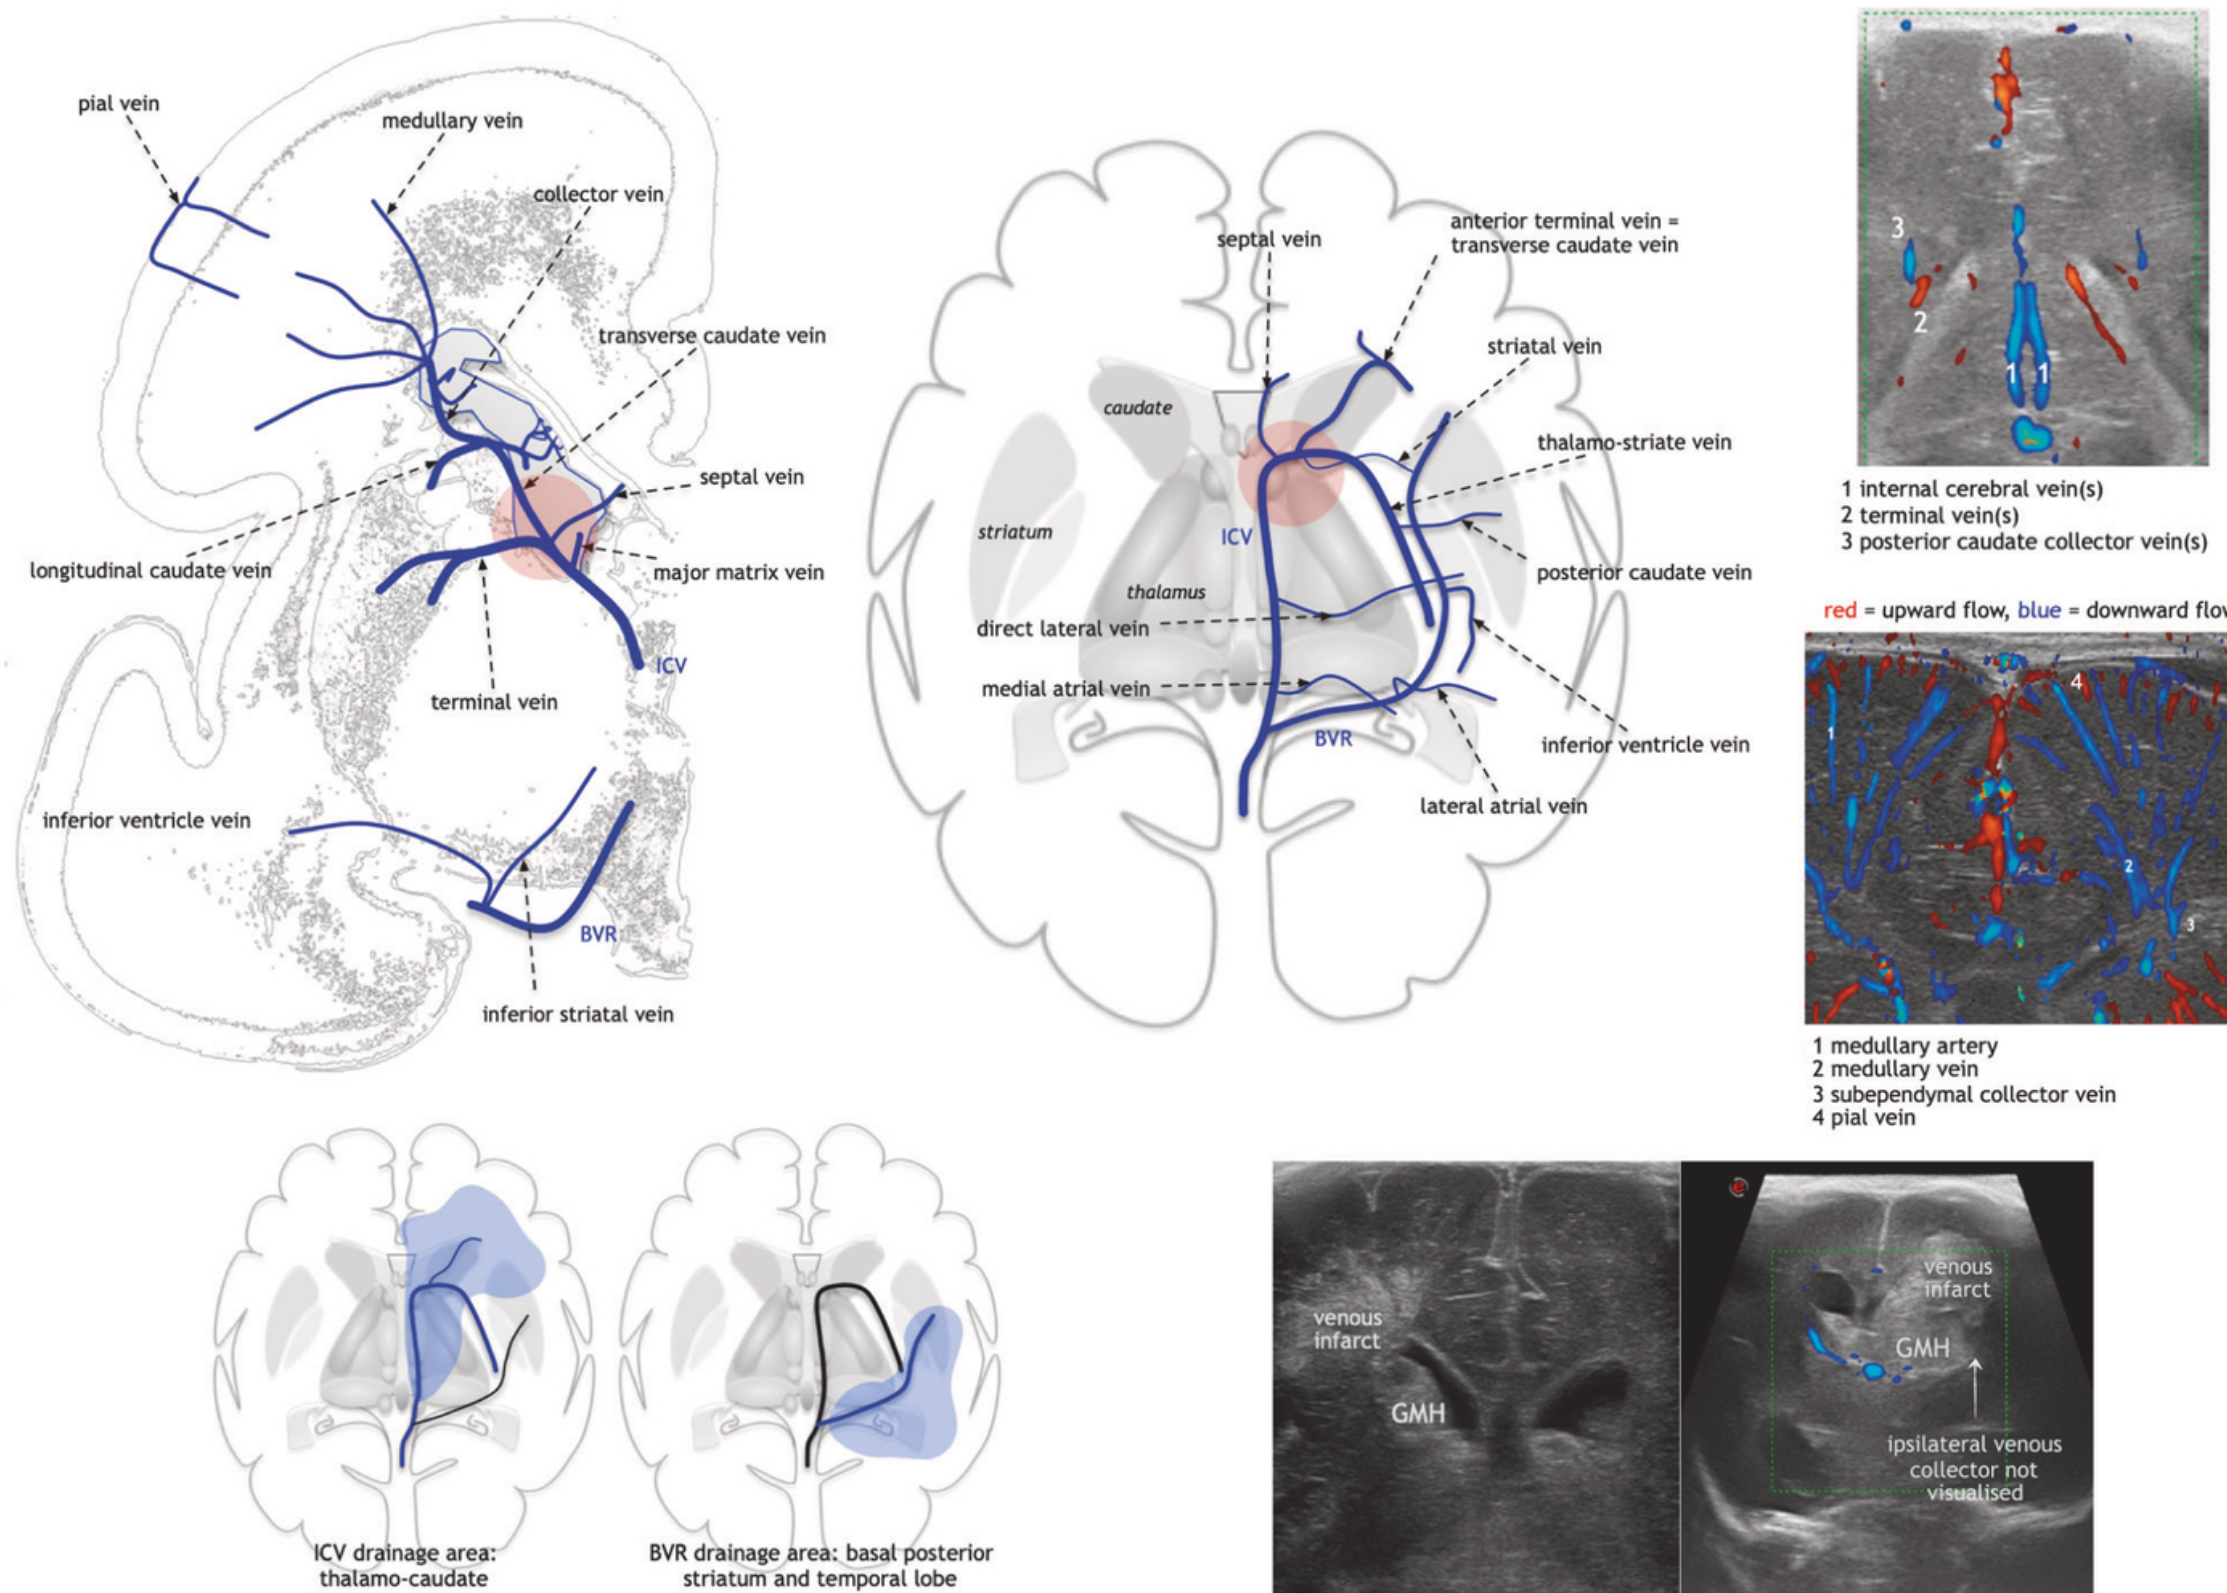 pial vein
medullary vein
collector vein
transverse caudate vein
septal vein
longitudinal caudate vein
major matrix vein
ICV
terminal vein
inferior ventricle vein
BVR
inferior striatal vein
septal vein
anterior terminal vein =
transverse caudate vein
striatal vein
caudate
thalamo-striate vein
striatum
ICV
posterior caudate vein
thalamus
direct lateral vein
medial atrial vein
BVR
inferior ventricle vein
lateral atrial vein
3
2
1 1
1 internal cerebral vein(s)
2 terminal vein(s)
3 posterior caudate collector vein(s)
red = upward flow, blue = downward flow
4
1
2
3
1 medullary artery
2 medullary vein
3 subependymal collector vein
4 pial vein
ICV drainage area:
thalamo-caudate
BVR drainage area: basal posterior
striatum and temporal lobe
venous
infarct
GMH
e
venous
infarct
GMH
ipsilateral venous
collector not
visualised